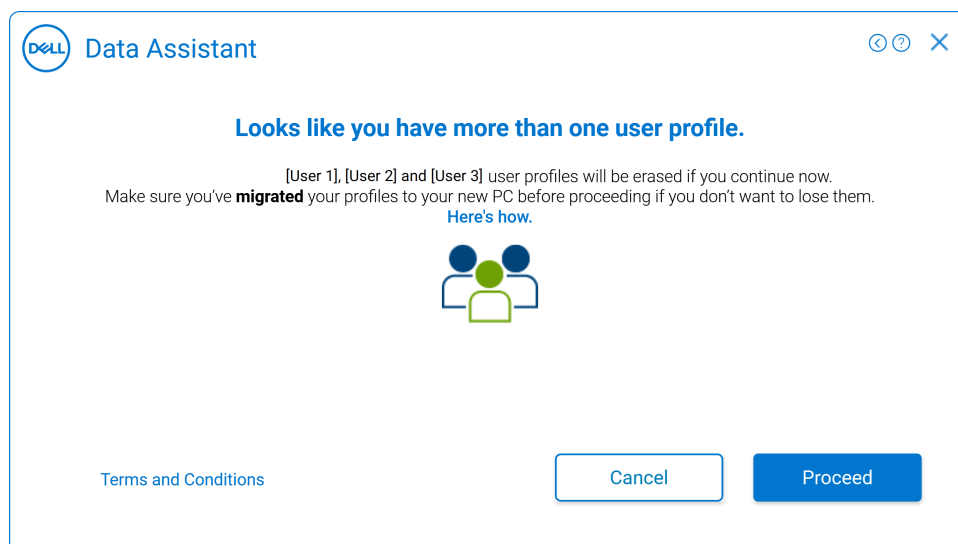 DELL Data Assistant
Looks like you have more than one user profile.
[User 1], [User 2] and [User 3] user profiles will be erased if you continue now.
Make sure you’ve migrated your profiles to your new PC before proceeding if you don’t want to lose them.
Here's how.
Terms and Conditions
Cancel
Proceed